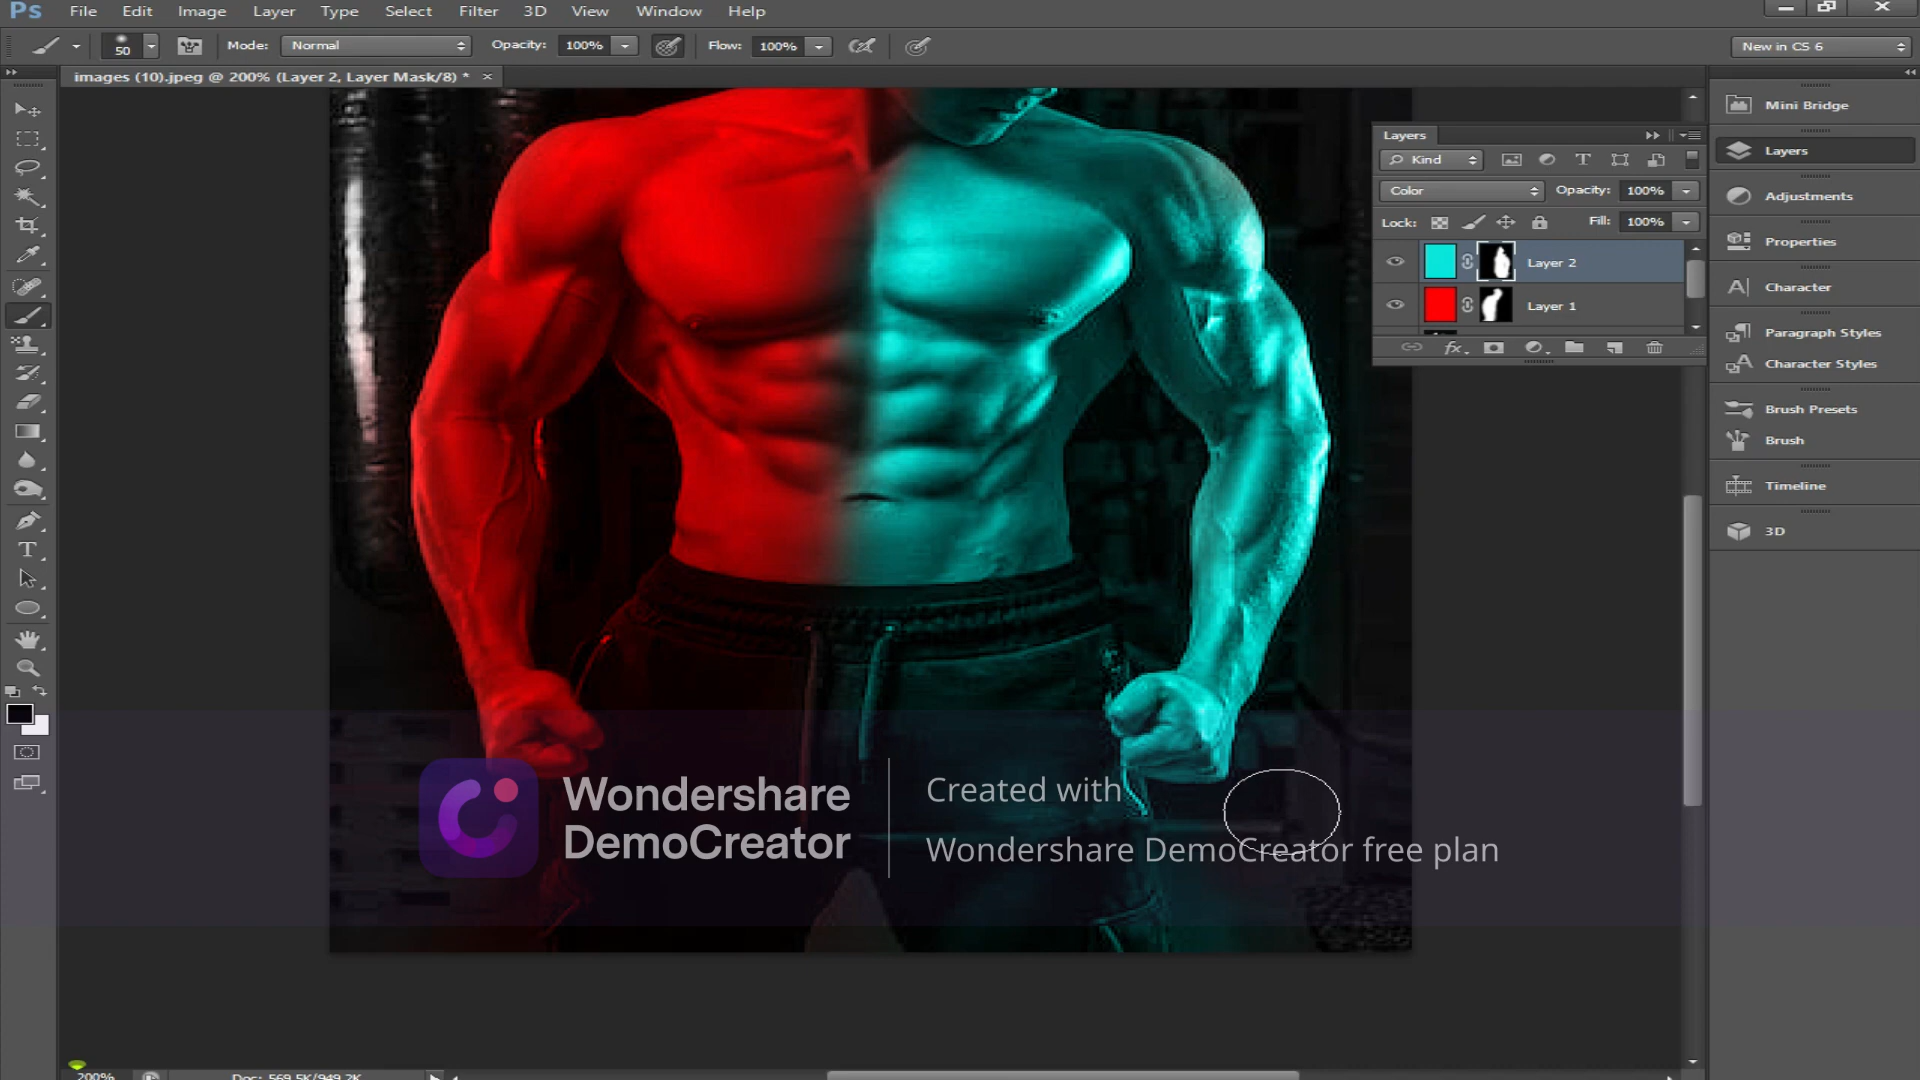 Ps File Edit Image Layer Type Select Filter 3D View Window Help
50 Mode: Normal Opacity: 100% Flow: 100% New in CS 6
images (10).jpeg @ 200% (Layer 2, Layer Mask/8) *
Mini Bridge
Layers
Kind
Layers
Color Opacity: 100%
Adjustments
Lock: Fill: 100%
Properties
Layer 2
Character
Layer 1
Paragraph Styles
fx
Character Styles
Brush Presets
Brush
Timeline
3D
Wondershare
DemoCreator
Created with
Wondershare DemoCreator free plan
200% Doc: 569.5K/949.2K